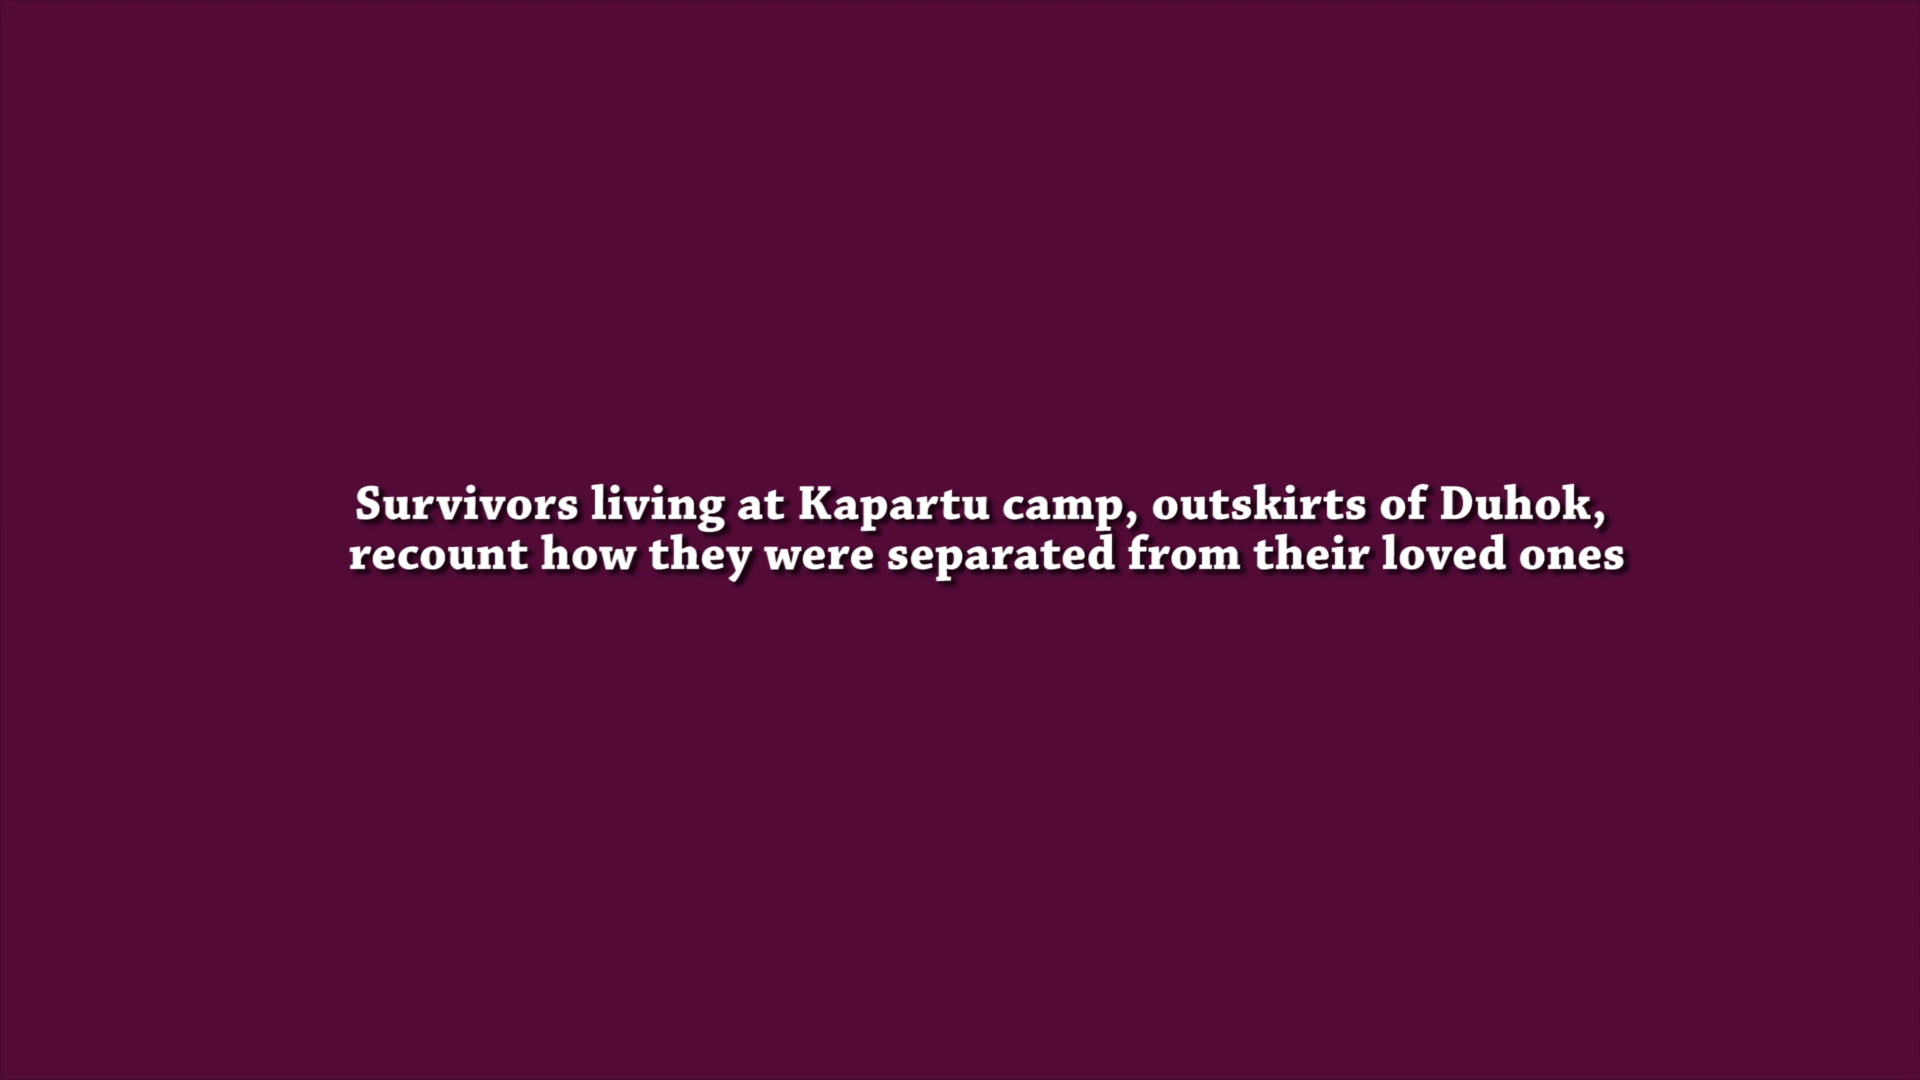 Survivors living at Kapartu camp, outskirts of Duhok,
recount how they were separated from their loved ones